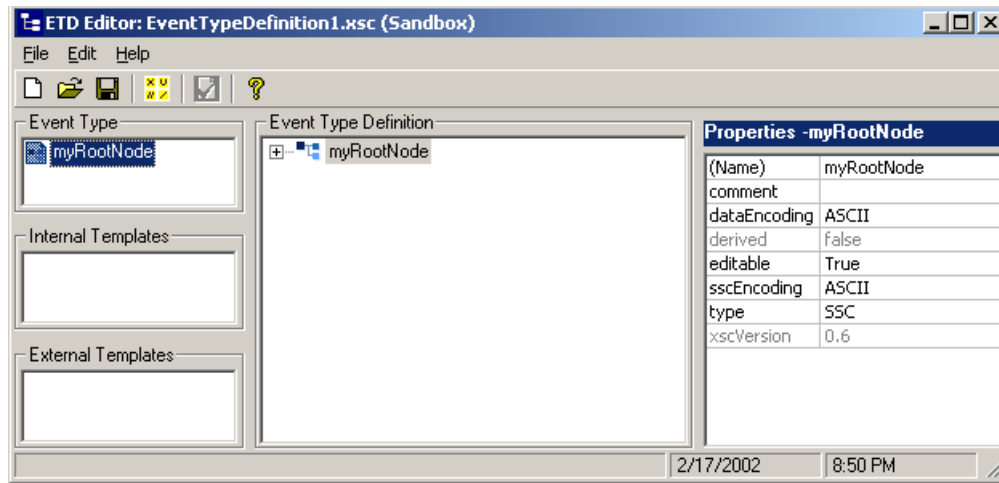 ETD Editor: EventTypeDefinition1.xsc (Sandbox)
File Edit Help
Event Type
myRootNode
Internal Templates
External Templates
Event Type Definition
myRootNode
Properties -myRootNode
(Name) myRootNode
comment
dataEncoding ASCII
derived false
editable True
sscEncoding ASCII
type SSC
xscVersion 0.6
2/17/2002 8:50 PM